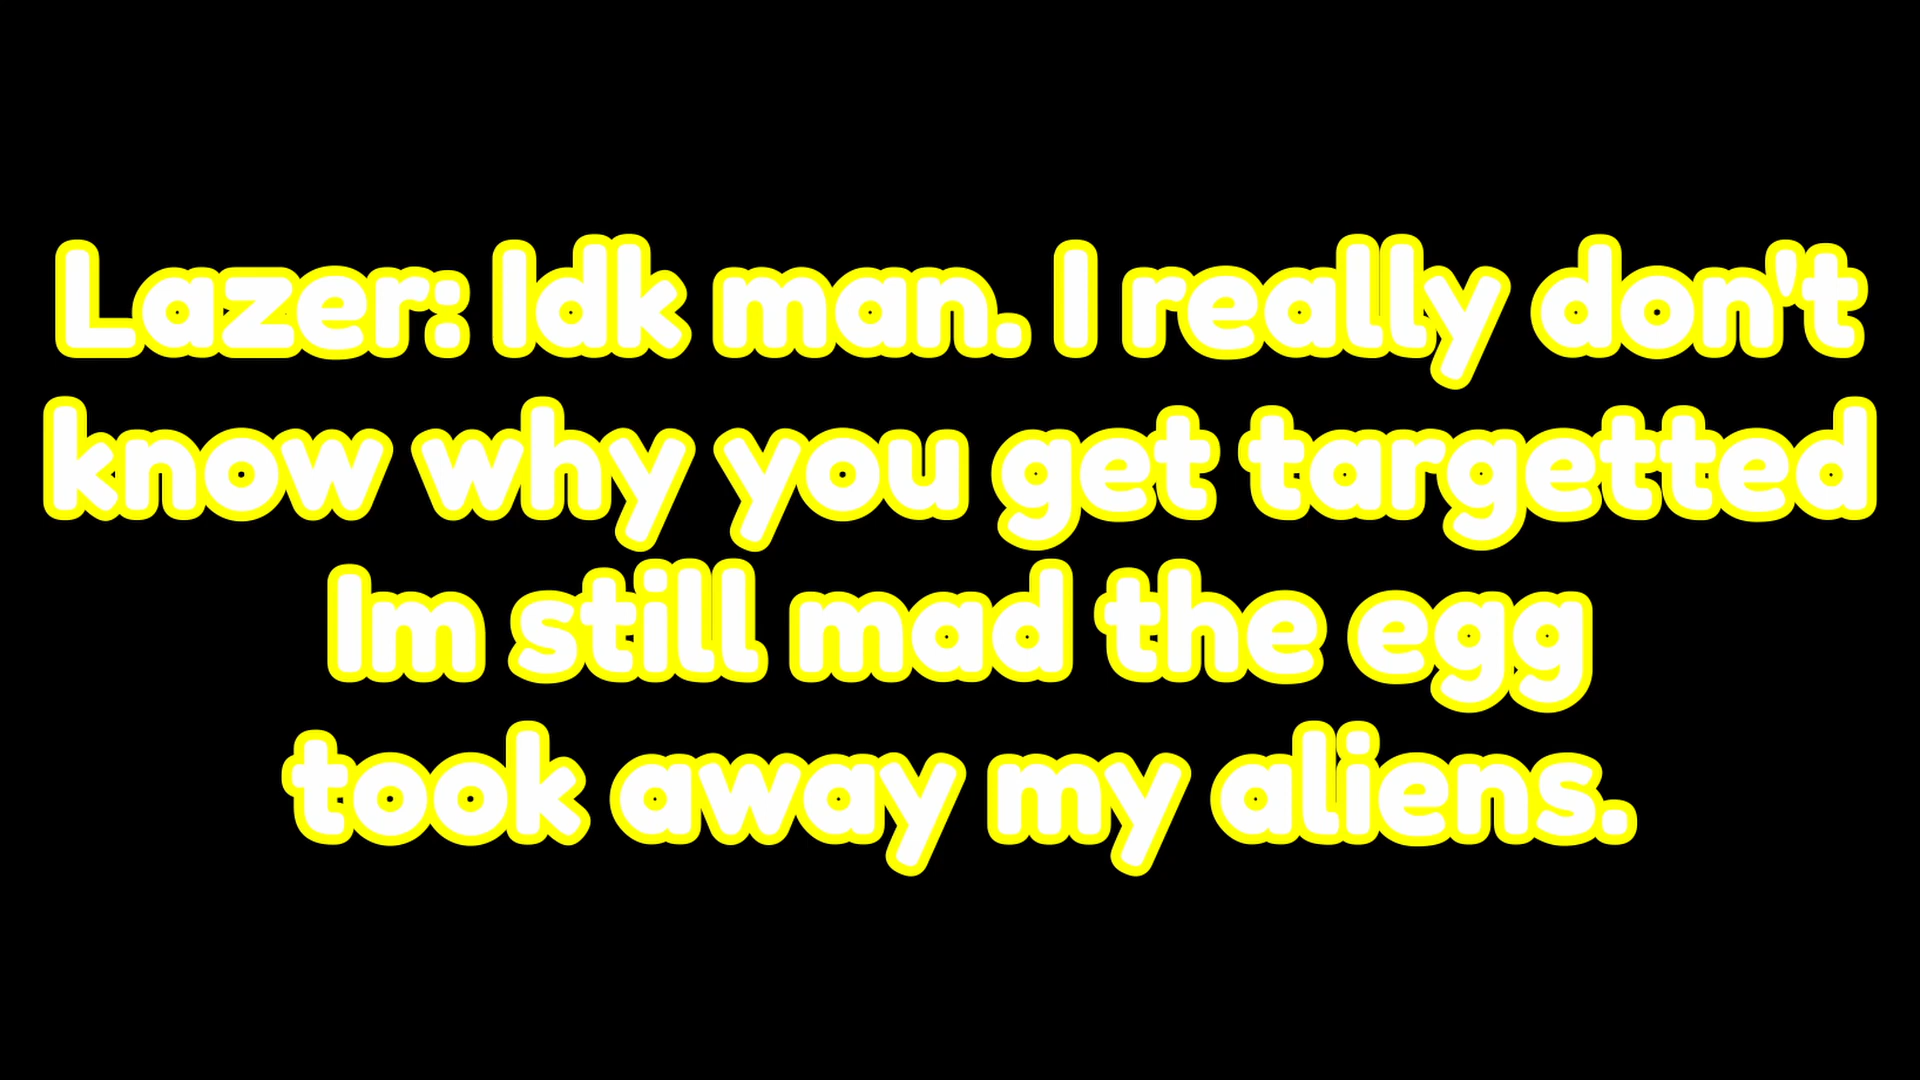 Lazer: Idk man. I really don't
know why you get targetted
Im still mad the egg
took away my aliens.